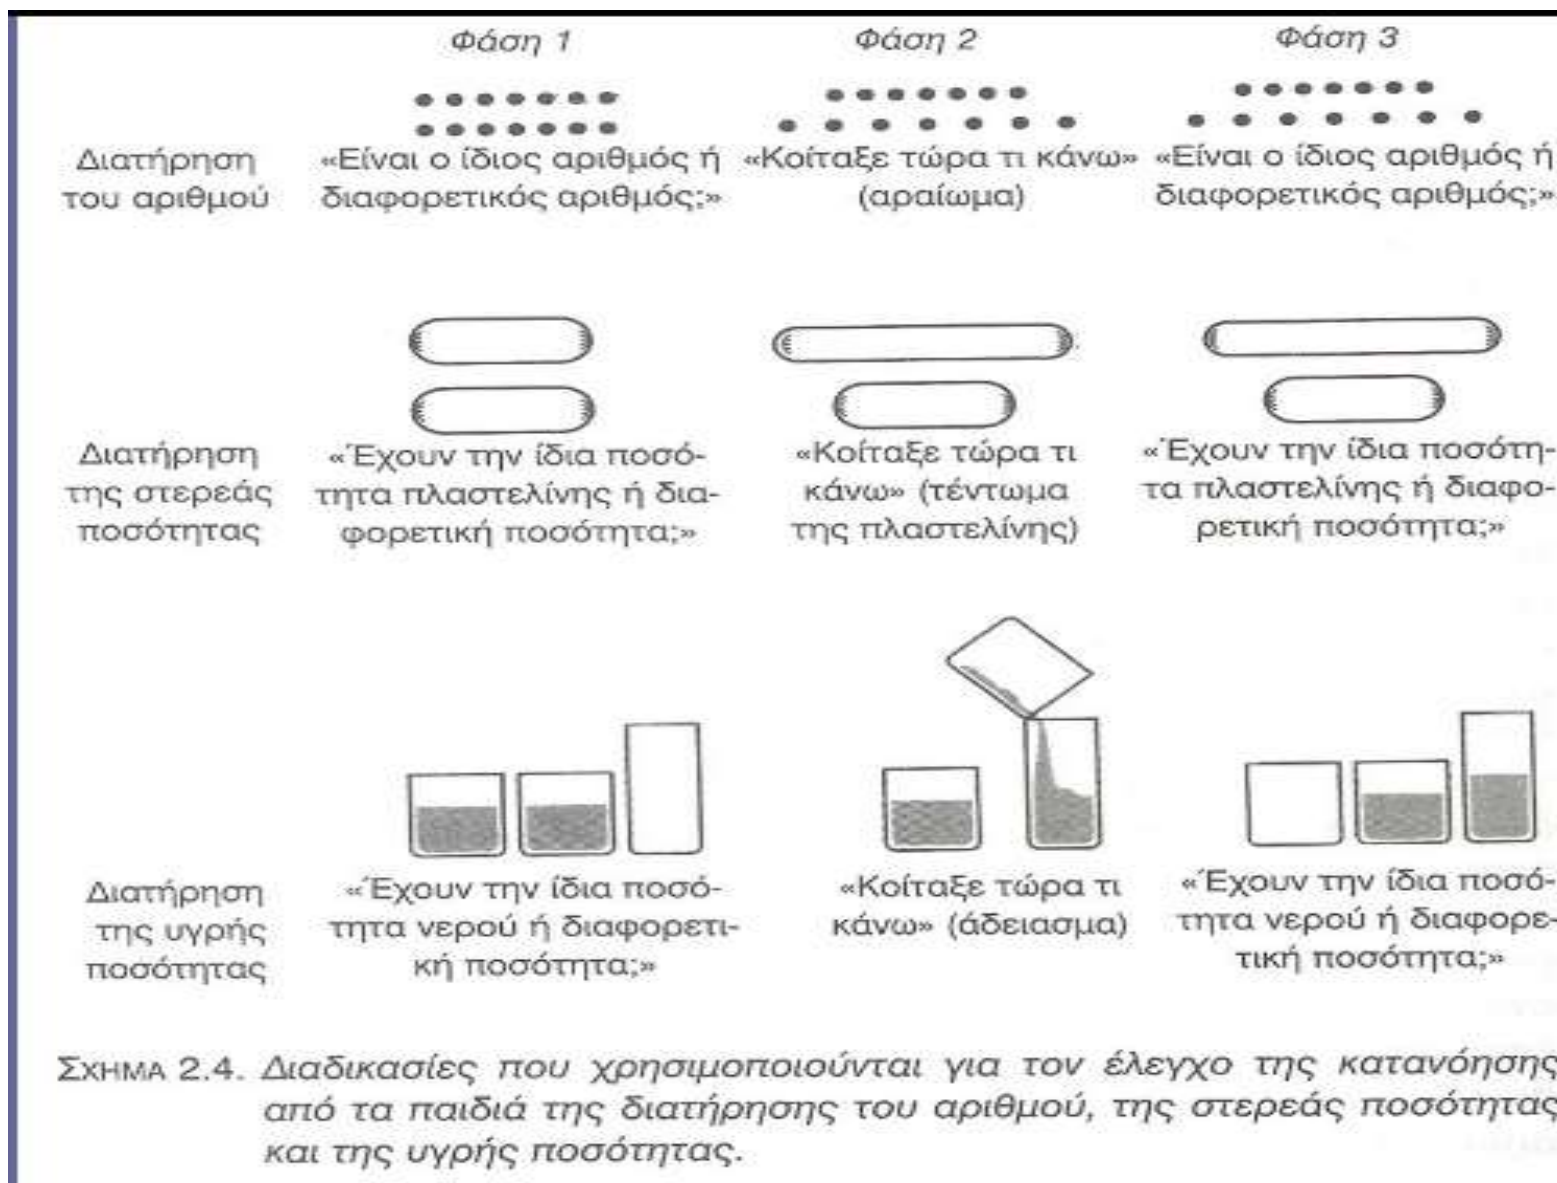 Φάση 1
Φάση 2
Φάση 3
Διατήρηση
του αριθμού
«Είναι ο ίδιος αριθμός ή
διαφορετικός αριθμός;»
«Κοίταξε τώρα τι κάνω»
(αραίωμα)
«Είναι ο ίδιος αριθμός ή
διαφορετικός αριθμός;»
Διατήρηση
της στερεάς
ποσότητας
«Έχουν την ίδια ποσό-
τητα πλαστελίνης ή δια-
φορετική ποσότητα;»
«Κοίταξε τώρα τι
κάνω» (τέντωμα
της πλαστελίνης)
«Έχουν την ίδια ποσότη-
τα πλαστελίνης ή διαφο-
ρετική ποσότητα;»
Διατήρηση
της υγρής
ποσότητας
«Έχουν την ίδια ποσό-
τητα νερού ή διαφορετι-
κή ποσότητα;»
«Κοίταξε τώρα τι
κάνω» (άδειασμα)
«Έχουν την ίδια ποσό-
τητα νερού ή διαφορε-
τική ποσότητα;»
ΣΧΗΜΑ 2.4. Διαδικασίες που χρησιμοποιούνται για τον έλεγχο της κατανόησης
από τα παιδιά της διατήρησης του αριθμού, της στερεάς ποσότητας
και της υγρής ποσότητας.